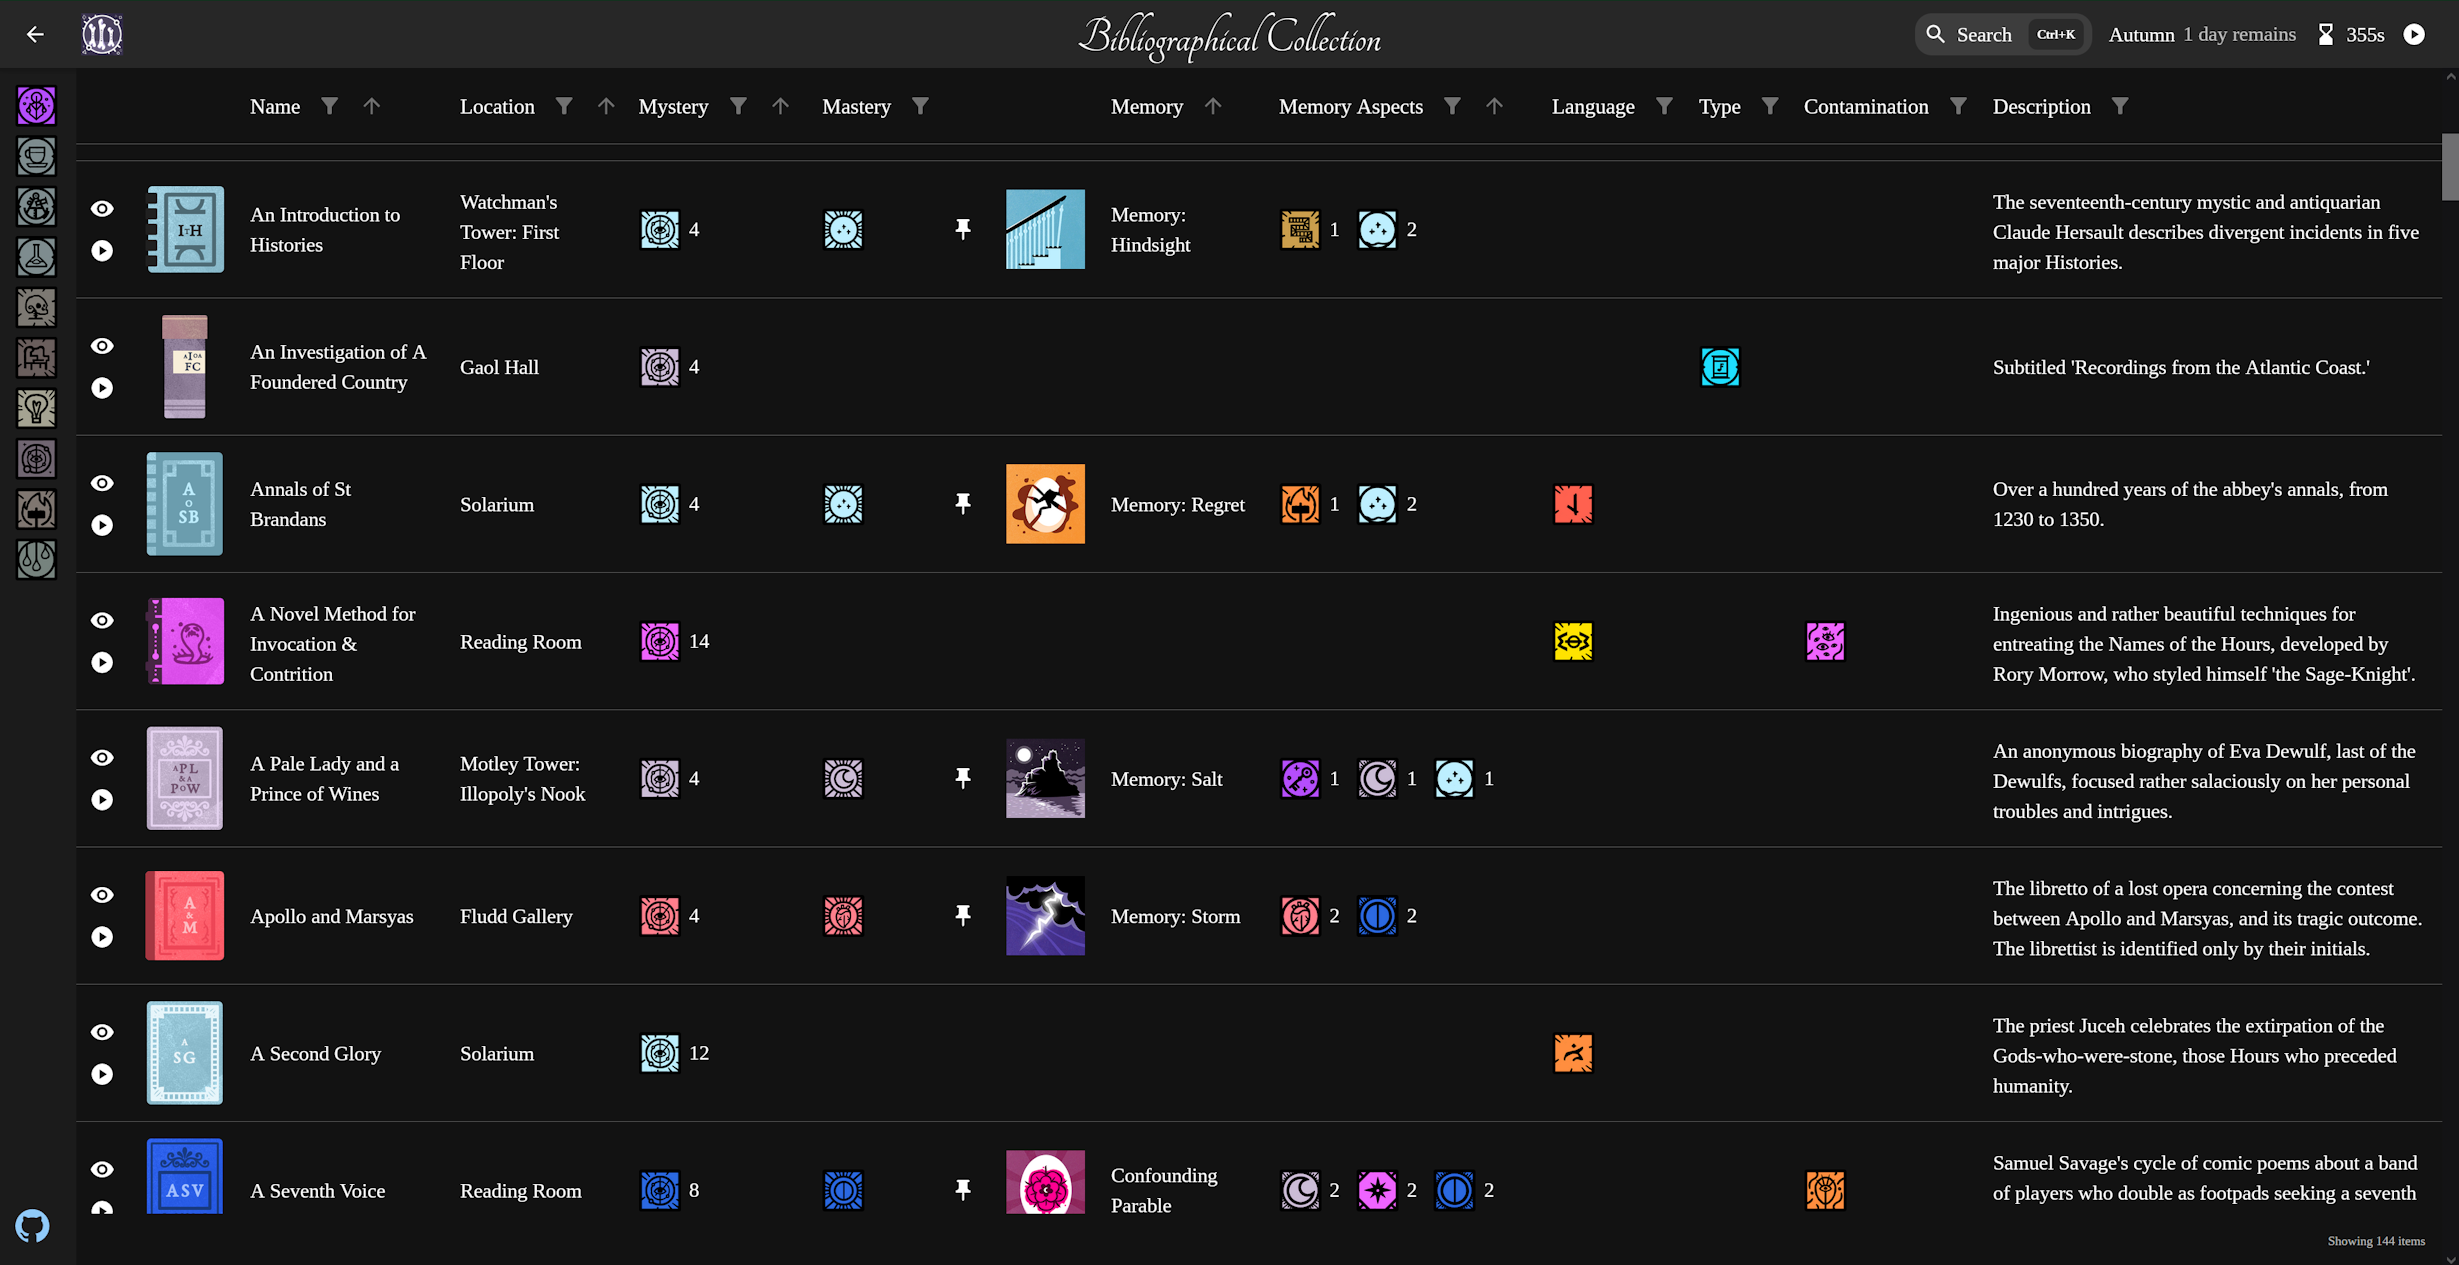 Bibliographical Collection
Search Ctrl+K Autumn 1 day remains 355s
Name Location Mystery Mastery Memory Memory Aspects Language Type Contamination Description
ITH
An Introduction to
Histories
Watchman's
Tower: First
Floor
4
Memory:
Hindsight
1 2
The seventeenth-century mystic and antiquarian
Claude Hersault describes divergent incidents in five
major Histories.
AIOA
FC
An Investigation of A
Foundered Country
Gaol Hall
4
Subtitled 'Recordings from the Atlantic Coast.'
A
O
SB
Annals of St
Brandans
Solarium
4
Memory: Regret
1 2
Over a hundred years of the abbey's annals, from
1230 to 1350.
A Novel Method for
Invocation &
Contrition
Reading Room
14
Ingenious and rather beautiful techniques for
entreating the Names of the Hours, developed by
Rory Morrow, who styled himself 'the Sage-Knight'.
APL
& A
POW
A Pale Lady and a
Prince of Wines
Motley Tower:
Illopoly's Nook
4
Memory: Salt
1 1 1
An anonymous biography of Eva Dewulf, last of the
Dewulfs, focused rather salaciously on her personal
troubles and intrigues.
A
&
M
Apollo and Marsyas
Fludd Gallery
4
Memory: Storm
2 2
The libretto of a lost opera concerning the contest
between Apollo and Marsyas, and its tragic outcome.
The librettist is identified only by their initials.
A
SG
A Second Glory
Solarium
12
The priest Juceh celebrates the extirpation of the
Gods-who-were-stone, those Hours who preceded
humanity.
ASV
A Seventh Voice
Reading Room
8
Confounding
Parable
2 2 2
Samuel Savage's cycle of comic poems about a band
of players who double as footpads seeking a seventh
Showing 144 items